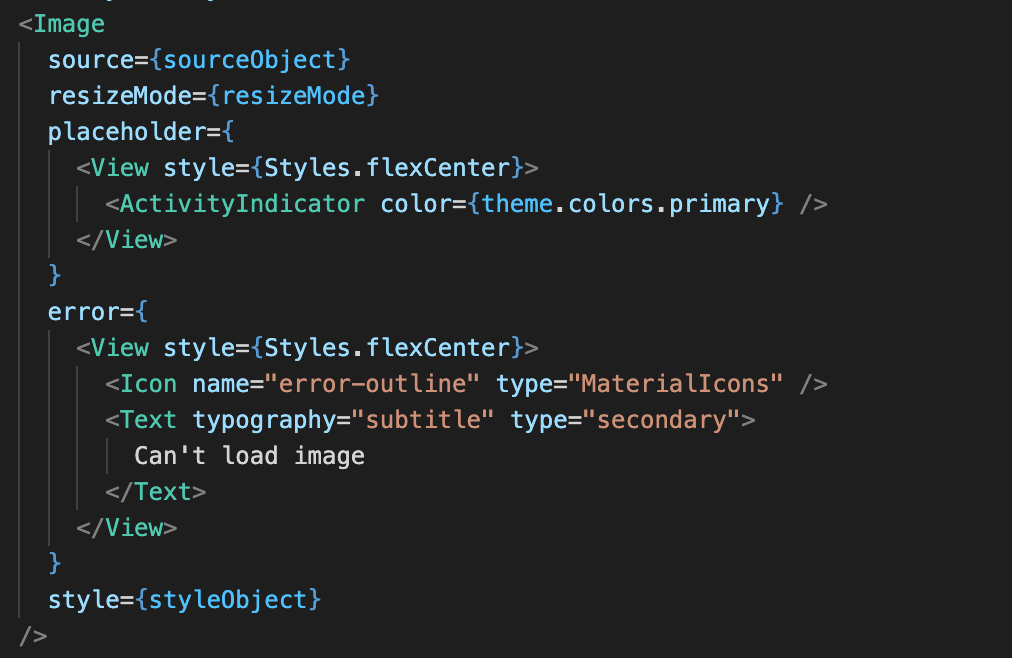 <Image
source={sourceObject}
resizeMode={resizeMode}
placeholder={
<View style={Styles.flexCenter}>
<ActivityIndicator color={theme.colors.primary} />
</View>
}
error={
<View style={Styles.flexCenter}>
<Icon name="error-outline" type="MaterialIcons" />
<Text typography="subtitle" type="secondary">
Can't load image
</Text>
</View>
}
style={styleObject}
/>